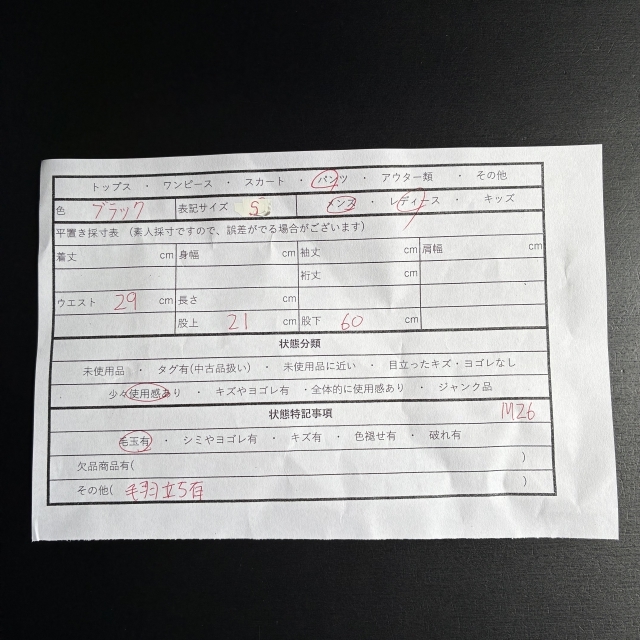 トップス ・ ワンピース ・ スカート ・ パンツ ・ アウター類 ・ その他
色 ブラック 表記サイズ S メンズ ・ レディース ・ キッズ
平置き採寸表 (素人採寸ですので、誤差がでる場合がございます)
着丈 cm 身幅 cm 袖丈 cm 肩幅 cm
裄丈 cm
ウエスト 29 cm 長さ cm
股上 21 cm 股下 60 cm
状態分類
未使用品 ・ タグ有(中古品扱い) ・ 未使用品に近い ・ 目立ったキズ・ヨゴレなし
少々使用感あり ・ キズやヨゴレ有 ・全体的に使用感あり ・ ジャンク品
状態特記事項 M26
毛玉有 ・ シミやヨゴレ有 ・ キズ有 ・ 色褪せ有 ・ 破れ有
欠品商品有( )
その他( 毛羽立ち有 )